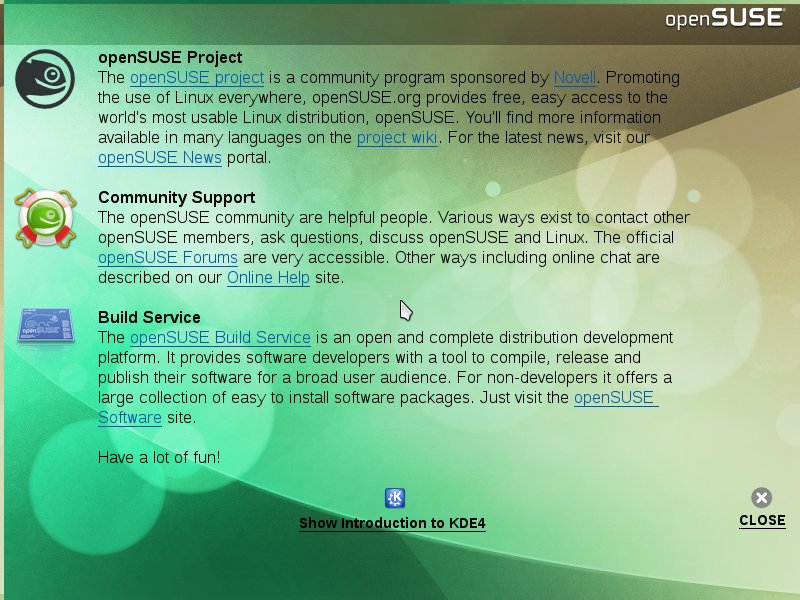 openSUSE
openSUSE Project
The openSUSE project is a community program sponsored by Novell. Promoting
the use of Linux everywhere, openSUSE.org provides free, easy access to the
world's most usable Linux distribution, openSUSE. You'll find more information
available in many languages on the project wiki. For the latest news, visit our
openSUSE News portal.
Community Support
The openSUSE community are helpful people. Various ways exist to contact other
openSUSE members, ask questions, discuss openSUSE and Linux. The official
openSUSE Forums are very accessible. Other ways including online chat are
described on our Online Help site.
Build Service
The openSUSE Build Service is an open and complete distribution development
platform. It provides software developers with a tool to compile, release and
publish their software for a broad user audience. For non-developers it offers a
large collection of easy to install software packages. Just visit the openSUSE
Software site.
Have a lot of fun!
Show Introduction to KDE4
CLOSE